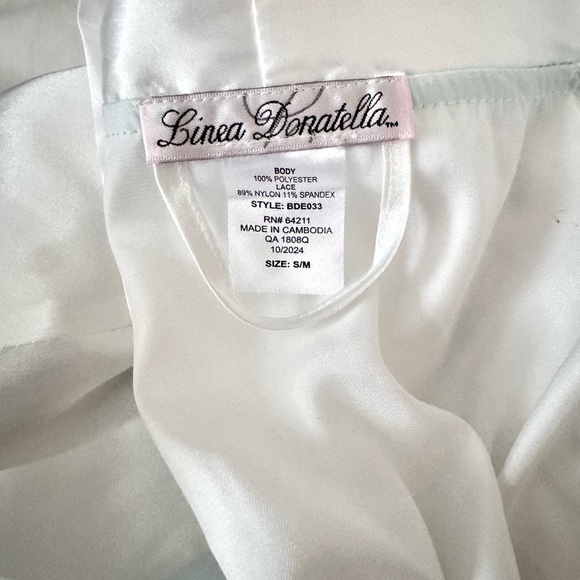 Linea Donatella™
BODY
100% POLYESTER
LACE
89% NYLON 11% SPANDEX
STYLE: BDE033
RN# 64211
MADE IN CAMBODIA
QA 1808Q
10/2024
SIZE: S/M